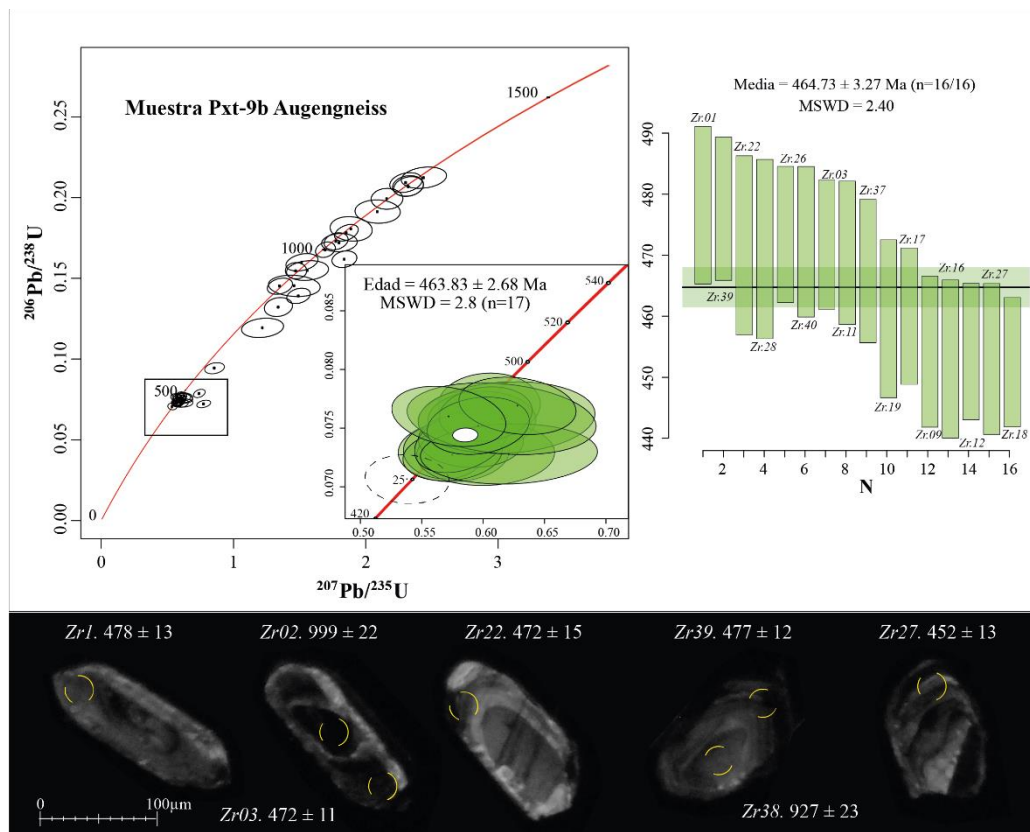 Muestra Pxt-9b Augengneiss
1500
1000
500
0
0.25
0.20
0.15
0.10
0.05
0.00
²⁰⁶Pb/²³⁸U
0
1
2
3
²⁰⁷Pb/²³⁵U
Edad = 463.83 ± 2.68 Ma
MSWD = 2.8 (n=17)
540
520
500
25
420
0.085
0.080
0.075
0.070
0.50
0.55
0.60
0.65
0.70
Media = 464.73 ± 3.27 Ma (n=16/16)
MSWD = 2.40
490
480
470
460
450
440
Zr.01
Zr.22
Zr.26
Zr.03
Zr.37
Zr.17
Zr.16
Zr.27
Zr.39
Zr.28
Zr.40
Zr.11
Zr.19
Zr.09
Zr.12
Zr.18
2
4
6
8
10
12
14
16
N
Zr1. 478 ± 13
Zr02. 999 ± 22
Zr22. 472 ± 15
Zr39. 477 ± 12
Zr27. 452 ± 13
0
100μm
Zr03. 472 ± 11
Zr38. 927 ± 23